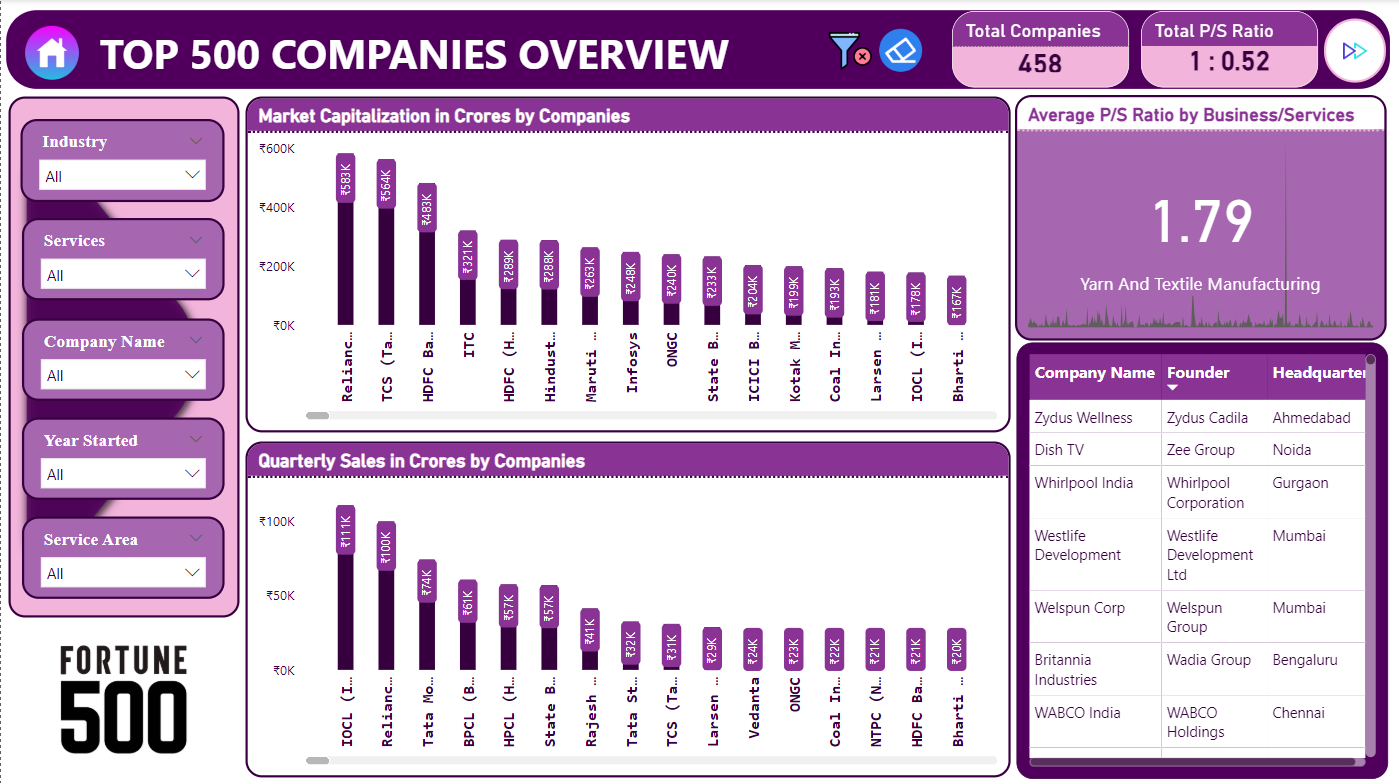 TOP 500 COMPANIES OVERVIEW
Total Companies
458
Total P/S Ratio
1 : 0.52
Industry
All
Services
All
Company Name
All
Year Started
All
Service Area
All
FORTUNE
500
Market Capitalization in Crores by Companies
₹600K
₹400K
₹200K
₹0K
₹583K
₹564K
₹483K
₹321K
₹289K
₹288K
₹263K
₹248K
₹240K
₹233K
₹204K
₹199K
₹193K
₹181K
₹178K
₹167K
Relianc...
TCS (Ta...
HDFC Ba...
ITC
HDFC (H...
Hindust...
Maruti ...
Infosys
ONGC
State B...
ICICI B...
Kotak M...
Coal In...
Larsen ...
IOCL (I...
Bharti ...
Quarterly Sales in Crores by Companies
₹100K
₹50K
₹0K
₹111K
₹100K
₹74K
₹61K
₹57K
₹57K
₹41K
₹32K
₹31K
₹29K
₹24K
₹23K
₹22K
₹21K
₹21K
₹20K
IOCL (I...
Relianc...
Tata Mo...
BPCL (B...
HPCL (H...
State B...
Rajesh ...
Tata St...
TCS (Ta...
Larsen ...
Vedanta
ONGC
Coal In...
NTPC (N...
HDFC Ba...
Bharti ...
Average P/S Ratio by Business/Services
1.79
Yarn And Textile Manufacturing
Company Name Founder Headquarter
Zydus Wellness Zydus Cadila Ahmedabad
Dish TV Zee Group Noida
Whirlpool India Whirlpool Gurgaon
Corporation
Westlife Westlife Mumbai
Development Development
Ltd
Welspun Corp Welspun Mumbai
Group
Britannia Wadia Group Bengaluru
Industries
WABCO India WABCO Chennai
Holdings